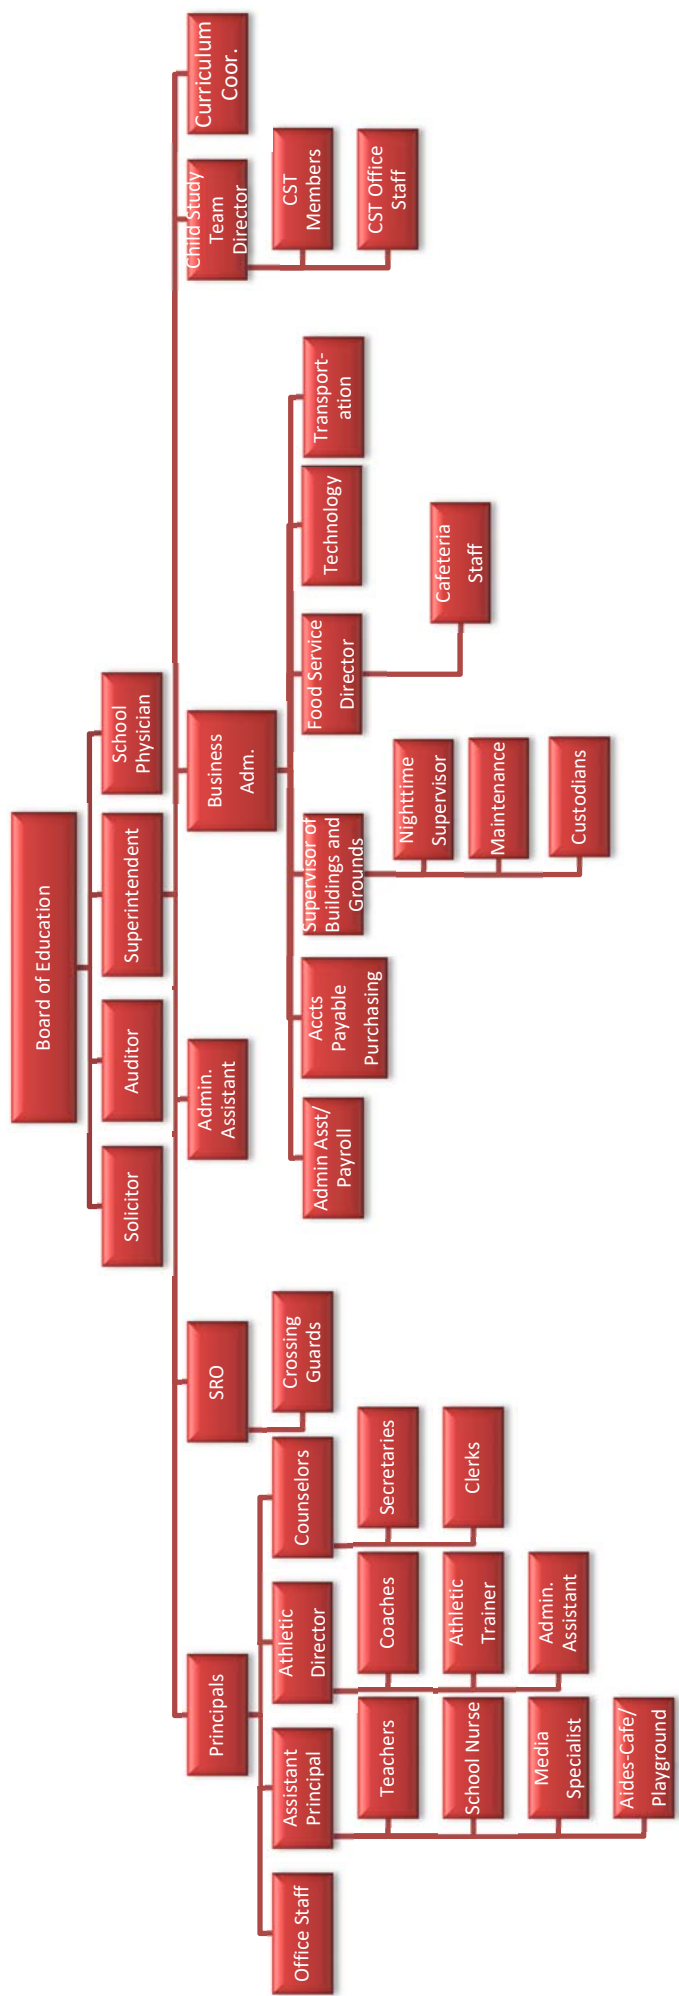 Board of Education
Solicitor
Auditor
Superintendent
School
Physician
Principals
SRO
Admin.
Assistant
Business
Adm.
Child Study
Team
Director
Curriculum
Coor.
Office Staff
Assistant
Principal
Athletic
Director
Counselors
Crossing
Guards
Admin Asst/
Payroll
Accts
Payable
Purchasing
Supervisor of
Buildings and
Grounds
Food Service
Director
Technology
Transport-
ation
CST
Members
CST Office
Staff
Teachers
School Nurse
Media
Specialist
Aides-Cafe/
Playground
Coaches
Athletic
Trainer
Admin.
Assistant
Secretaries
Clerks
Nighttime
Supervisor
Maintenance
Custodians
Cafeteria
Staff